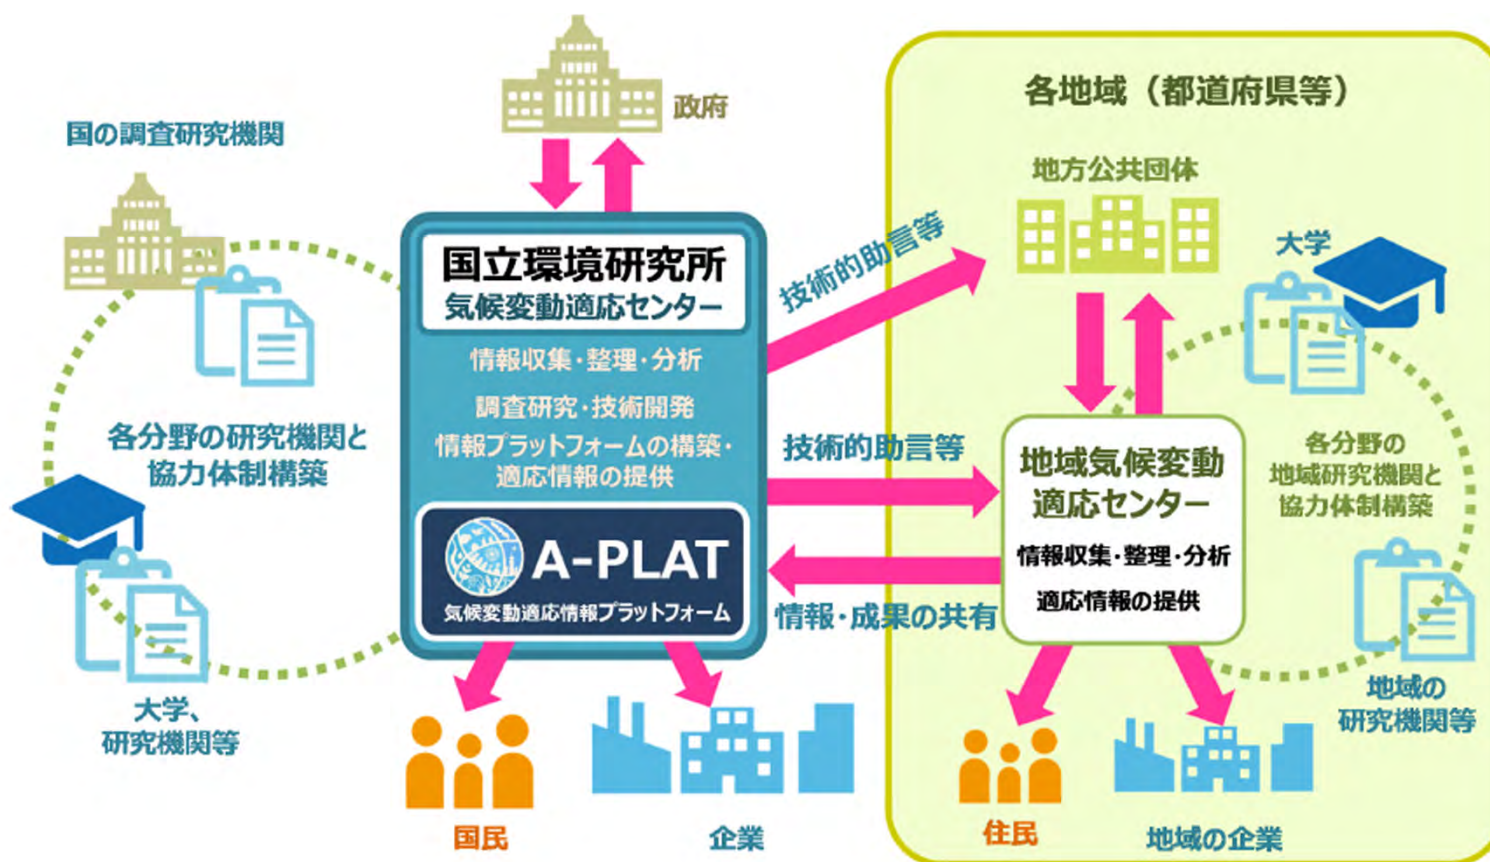 政府
国の調査研究機関
国立環境研究所
気候変動適応センター
情報収集・整理・分析
調査研究・技術開発
情報プラットフォームの構築・
適応情報の提供
A-PLAT
気候変動適応情報プラットフォーム
各分野の研究機関と
協力体制構築
大学、
研究機関等
国民
企業
技術的助言等
技術的助言等
情報・成果の共有
各地域（都道府県等）
地方公共団体
大学
地域気候変動
適応センター
情報収集・整理・分析
適応情報の提供
各分野の
地域研究機関と
協力体制構築
地域の
研究機関等
住民
地域の企業